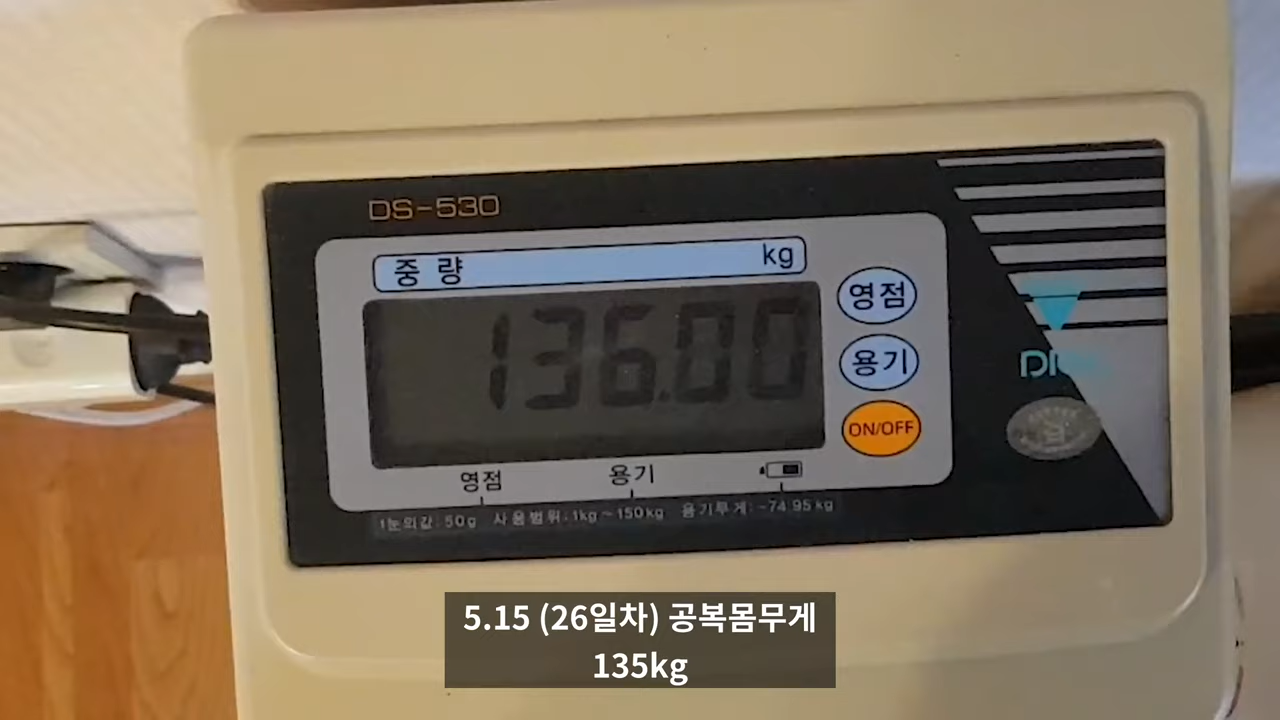 DS-530
중 량 kg
136.00
영점
용기
ON/OFF
영점 용기
1눈의값: 50g 사용범위: 1kg ~ 150kg 용기무게: -74.95kg
5.15 (26일차) 공복몸무게
135kg